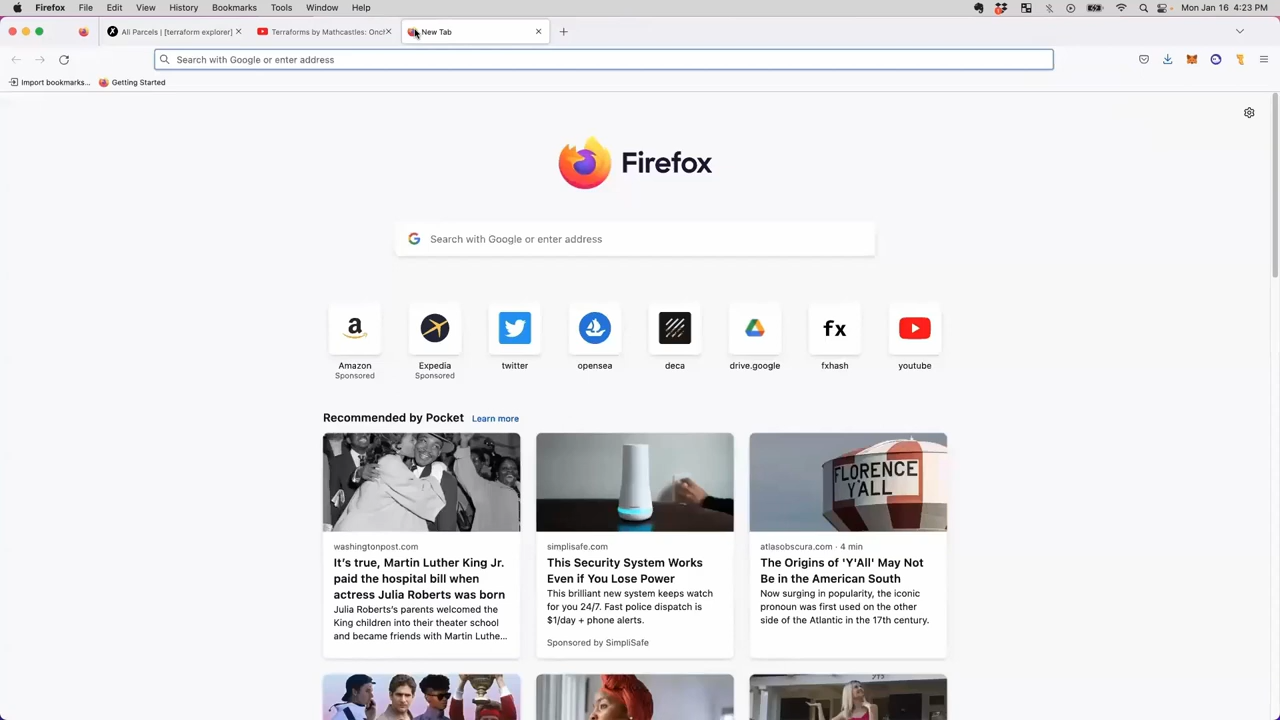 Firefox File Edit View History Bookmarks Tools Window Help Mon Jan 16 4:23 PM
All Parcels | [terraform explorer] Terraforms by Mathcastles: Oncl New Tab
Search with Google or enter address
Import bookmarks... Getting Started
Firefox
Search with Google or enter address
Amazon Expedia twitter opensea deca drive.google fxhash youtube
Sponsored Sponsored
Recommended by Pocket Learn more
washingtonpost.com
It's true, Martin Luther King Jr.
paid the hospital bill when
actress Julia Roberts was born
Julia Roberts's parents welcomed the
King children into their theater school
and became friends with Martin Luthe...
simplisafe.com
This Security System Works
Even if You Lose Power
This brilliant new system keeps watch
for you 24/7. Fast police dispatch is
$1/day + phone alerts.
Sponsored by SimpliSafe
FLORENCE
Y'ALL
atlasobscura.com · 4 min
The Origins of 'Y'All' May Not
Be in the American South
Now surging in popularity, the iconic
pronoun was first used on the other
side of the Atlantic in the 17th century.